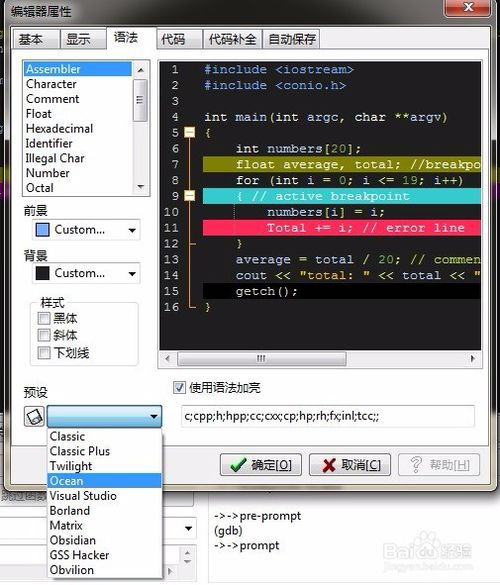 编辑器属性
基本 显示 语法 代码 代码补全 自动保存
Assembler
Character
Comment
Float
Hexadecimal
Identifier
Illegal Char
Number
Octal
前景
Custom...
背景
Custom...
样式
黑体
斜体
下划线
1 #include <iostream>
2 #include <conio.h>
3
4 int main(int argc, char **argv)
5 {
6 int numbers[20];
7 float average, total; //breakpo
8 for (int i = 0; i <= 19; i++)
9 { // active breakpoint
10 numbers[i] = i;
11 Total += i; // error line
12 }
13 average = total / 20; // commen
14 cout << "total: " << total << "
15 getch();
16 }
预设
使用语法加亮
c;cpp;h;hpp;cc;cxx;cp;hp;rh;fx;inl;tcc;;
Classic
Classic Plus
Twilight
Ocean
Visual Studio
Borland
Matrix
Obsidian
GSS Hacker
Obvilion
确定[O] 取消[C] 帮助[H]
->->pre-prompt
(gdb)
->->prompt
Baidu 经验
jingyan.baidu.com